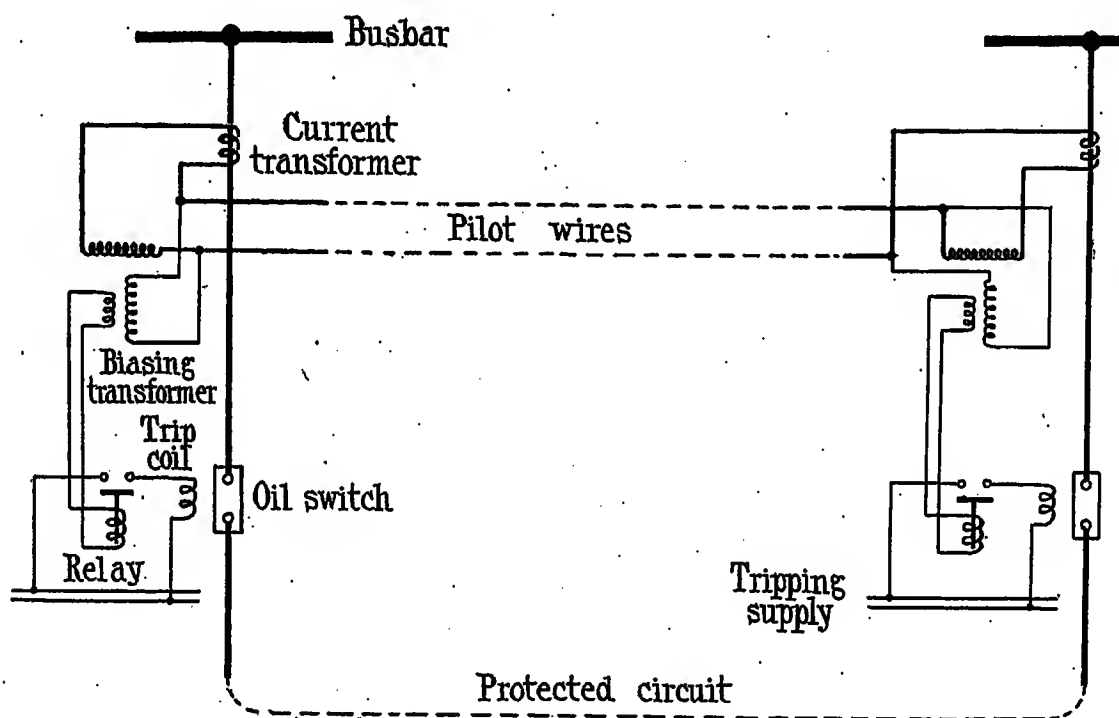 Busbar
Current
transformer
Pilot wires
Biasing
transformer
Trip
coil
Oil switch
Relay
Tripping
supply
Protected circuit